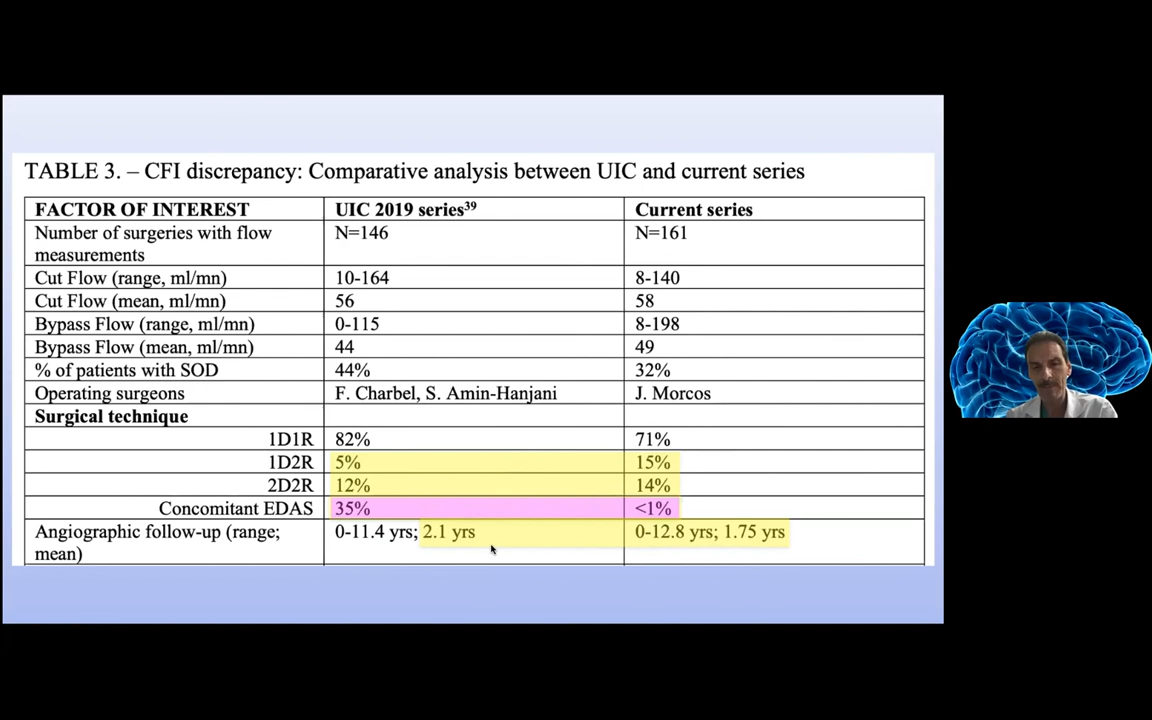 TABLE 3. – CFI discrepancy: Comparative analysis between UIC and current series
FACTOR OF INTEREST UIC 2019 series39 Current series
Number of surgeries with flow measurements N=146 N=161
Cut Flow (range, ml/mn) 10-164 8-140
Cut Flow (mean, ml/mn) 56 58
Bypass Flow (range, ml/mn) 0-115 8-198
Bypass Flow (mean, ml/mn) 44 49
% of patients with SOD 44% 32%
Operating surgeons F. Charbel, S. Amin-Hanjani J. Morcos
Surgical technique
1D1R 82% 71%
1D2R 5% 15%
2D2R 12% 14%
Concomitant EDAS 35% <1%
Angiographic follow-up (range; mean) 0-11.4 yrs; 2.1 yrs 0-12.8 yrs; 1.75 yrs